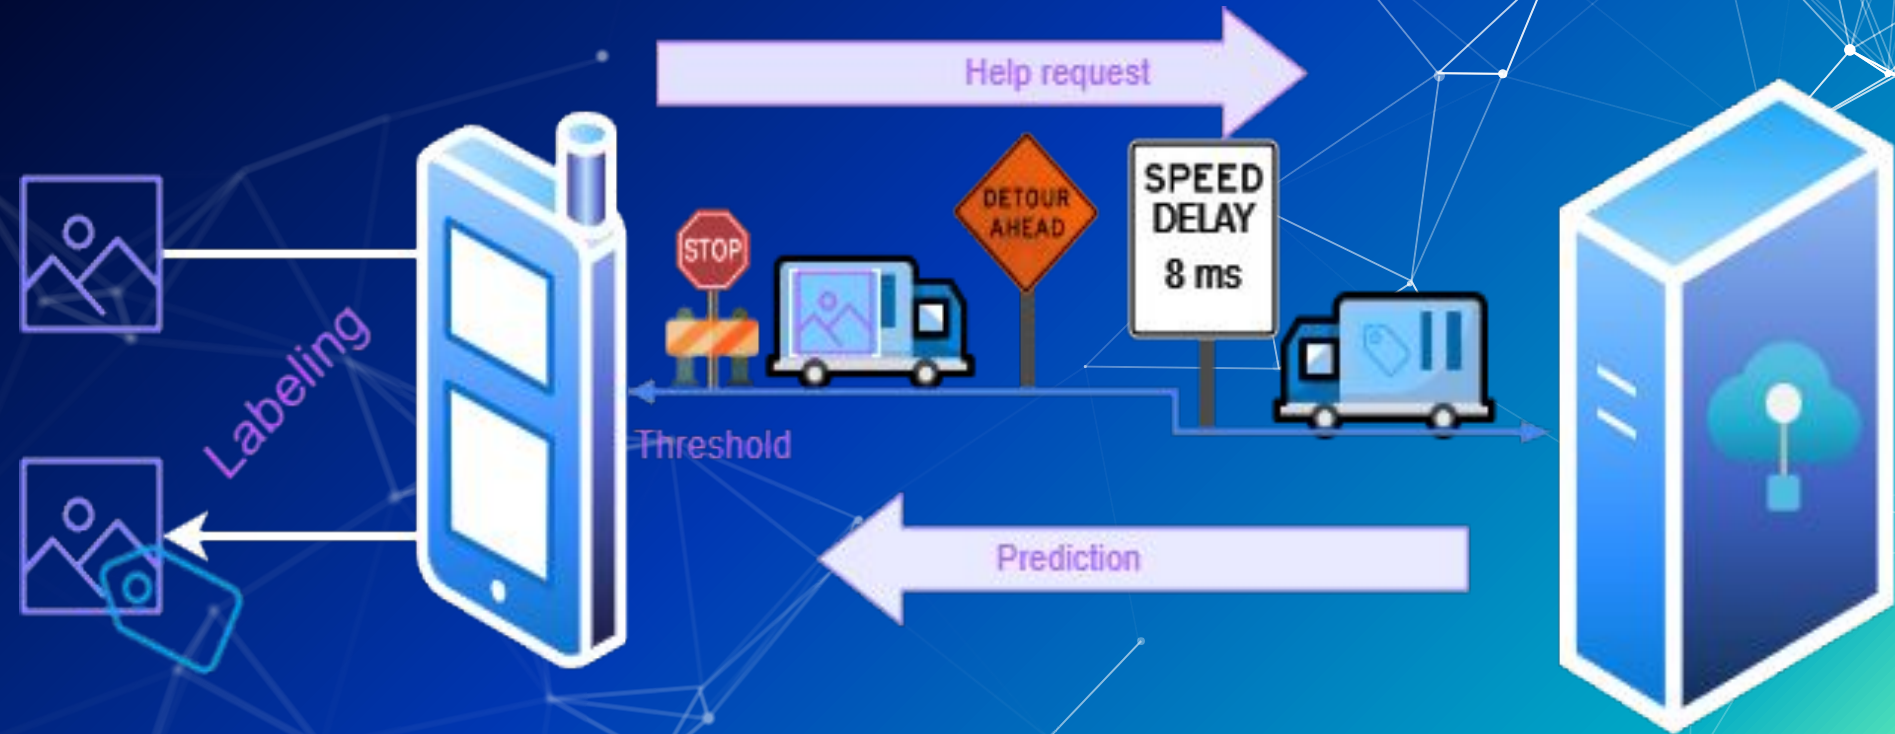 Help request
SPEED
DELAY
8 ms
DETOUR
AHEAD
STOP
Labeling
Threshold
Prediction